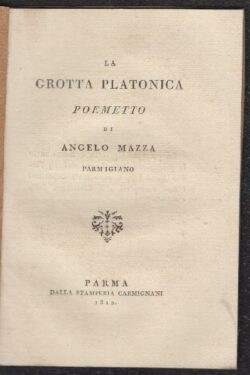 LA
GROTTA PLATONICA
POEMETTO
DI
ANGELO MAZZA
PARMIGIANO
PARMA
DALLA STAMPERIA CARMIGNANI